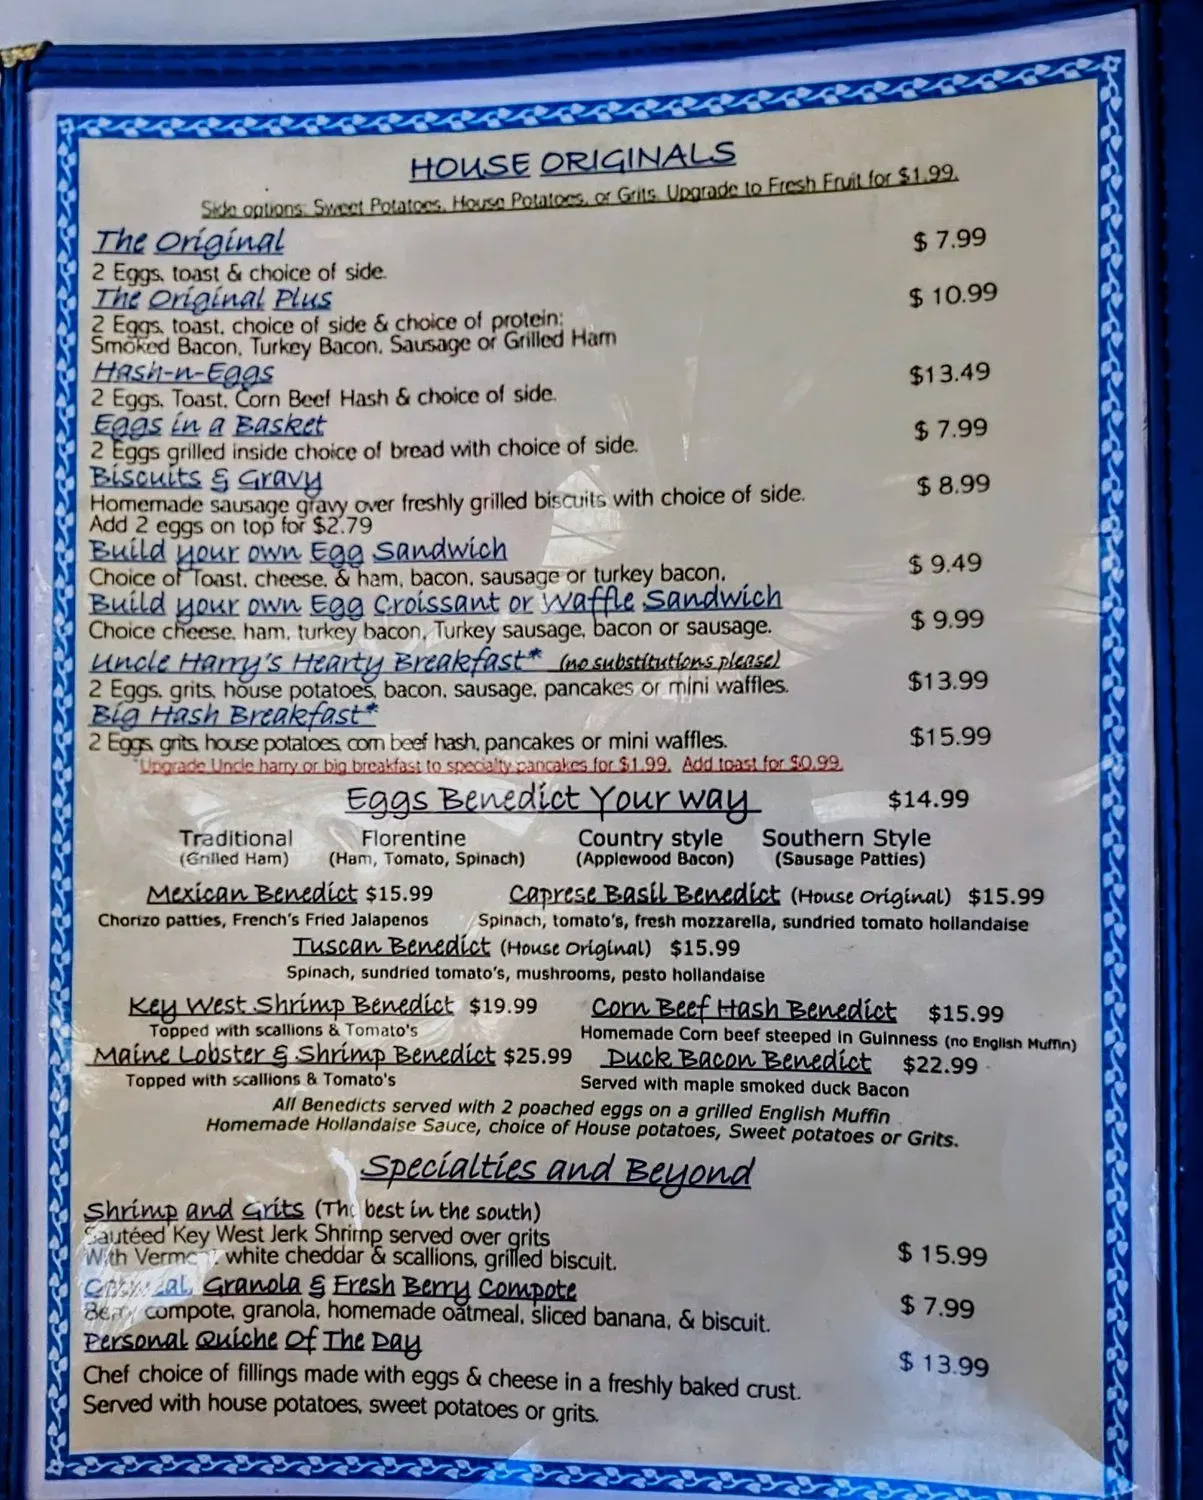 HOUSE ORIGINALS
Side options: Sweet Potatoes, House Potatoes, or Grits. Upgrade to Fresh Fruit for $1.99.
The Original $ 7.99
2 Eggs, toast & choice of side.
The Original Plus $ 10.99
2 Eggs, toast, choice of side & choice of protein:
Smoked Bacon, Turkey Bacon, Sausage or Grilled Ham
Hash-n-Eggs $13.49
2 Eggs, Toast, Corn Beef Hash & choice of side.
Eggs in a Basket $ 7.99
2 Eggs grilled inside choice of bread with choice of side.
Biscuits & Gravy $ 8.99
Homemade sausage gravy over freshly grilled biscuits with choice of side.
Add 2 eggs on top for $2.79
Build your own Egg Sandwich $ 9.49
Choice of Toast, cheese, & ham, bacon, sausage or turkey bacon,
Build your own Egg Croissant or Waffle Sandwich $ 9.99
Choice cheese, ham, turkey bacon, Turkey sausage, bacon or sausage.
Uncle Harry's Hearty Breakfast* (no substitutions please) $13.99
2 Eggs, grits, house potatoes, bacon, sausage, pancakes or mini waffles.
Big Hash Breakfast* $15.99
2 Eggs, grits, house potatoes, corn beef hash, pancakes or mini waffles.
*Upgrade Uncle harry or big breakfast to specialty pancakes for $1.99. Add toast for $0.99.
Eggs Benedict Your way $14.99
Traditional Florentine Country style Southern Style
(Grilled Ham) (Ham, Tomato, Spinach) (Applewood Bacon) (Sausage Patties)
Mexican Benedict $15.99 Caprese Basil Benedict (House Original) $15.99
Chorizo patties, French's Fried Jalapenos Spinach, tomato's, fresh mozzarella, sundried tomato hollandaise
Tuscan Benedict (House Original) $15.99
Spinach, sundried tomato's, mushrooms, pesto hollandaise
Key West Shrimp Benedict $19.99 Corn Beef Hash Benedict $15.99
Topped with scallions & Tomato's Homemade Corn beef steeped in Guinness (no English Muffin)
Maine Lobster & Shrimp Benedict $25.99 Duck Bacon Benedict $22.99
Topped with scallions & Tomato's Served with maple smoked duck Bacon
All Benedicts served with 2 poached eggs on a grilled English Muffin
Homemade Hollandaise Sauce, choice of House potatoes, Sweet potatoes or Grits.
Specialties and Beyond
Shrimp and Grits (The best in the south)
Sautéed Key West Jerk Shrimp served over grits
With white cheddar & scallions, grilled biscuit. $ 15.99
Granola & Fresh Berry Compote
Berry compote, granola, homemade oatmeal, sliced banana, & biscuit. $ 7.99
Personal Quiche Of The Day
Chef choice of fillings made with eggs & cheese in a freshly baked crust. $ 13.99
Served with house potatoes, sweet potatoes or grits.